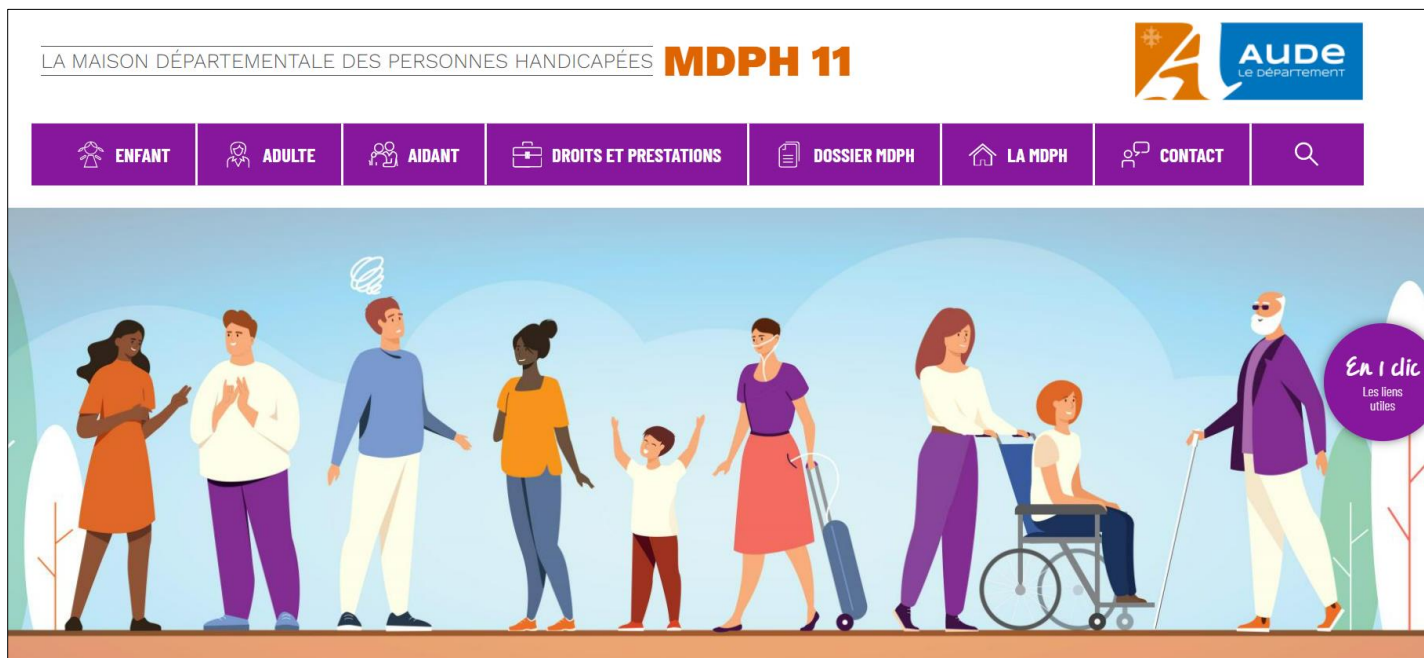 LA MAISON DÉPARTEMENTALE DES PERSONNES HANDICAPÉES MDPH 11
AUDE
LE DÉPARTEMENT
ENFANT ADULTE AIDANT DROITS ET PRESTATIONS DOSSIER MDPH LA MDPH CONTACT
En 1 clic
Les liens
utiles